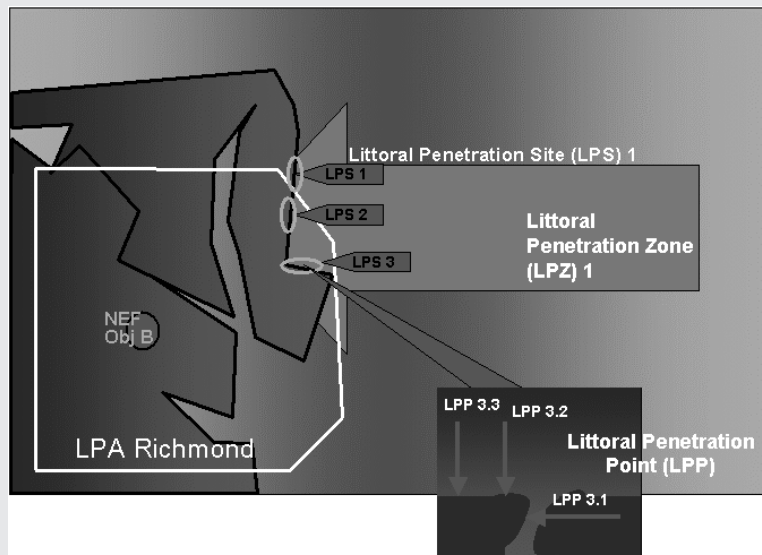 Littoral Penetration Site (LPS) 1
LPS 1
LPS 2
LPS 3
Littoral
Penetration Zone
(LPZ) 1
NEF
Obj B
LPA Richmond
LPP 3.3
LPP 3.2
Littoral Penetration
Point (LPP)
LPP 3.1